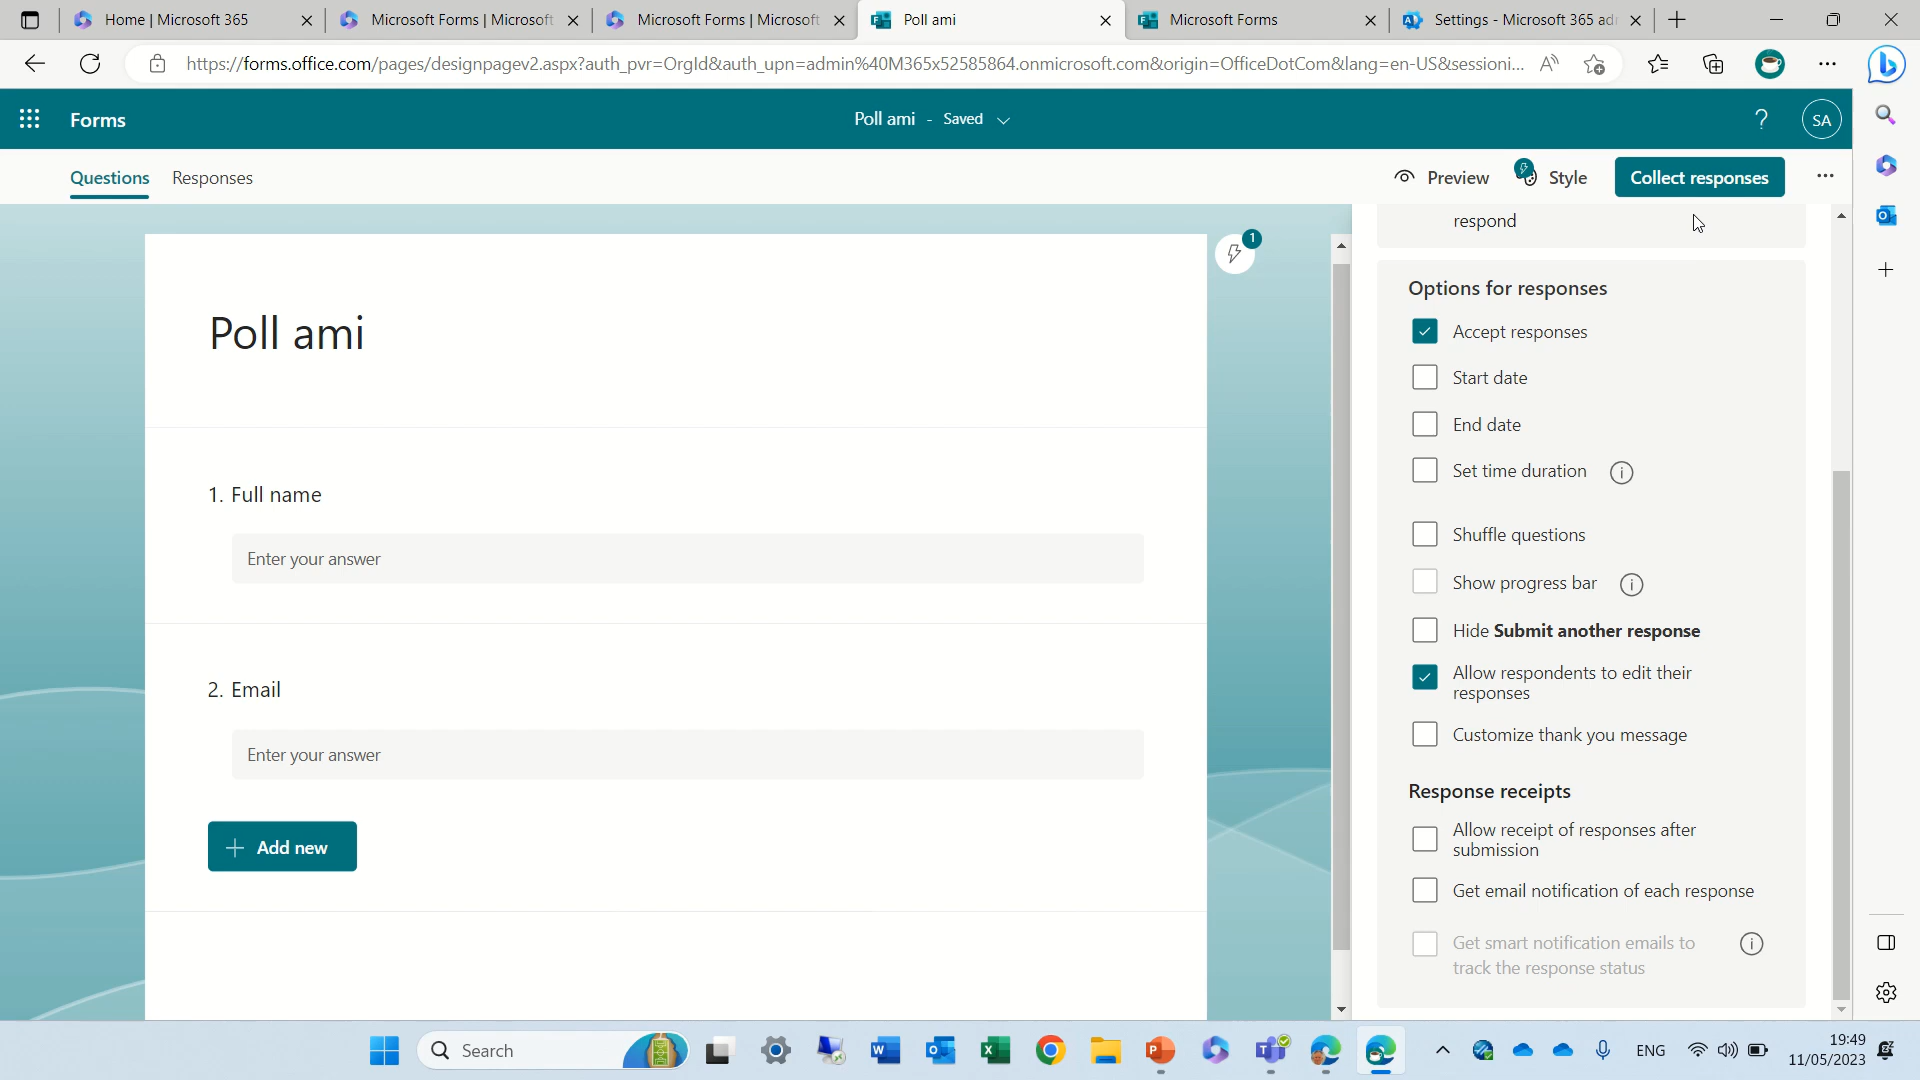 Home | Microsoft 365
Microsoft Forms | Microsoft
Microsoft Forms | Microsoft
Poll ami
Microsoft Forms
Settings - Microsoft 365 ad
https://forms.office.com/pages/designpagev2.aspx?auth_pvr=OrgId&auth_upn=admin%40M365x52585864.onmicrosoft.com&origin=OfficeDotCom&lang=en-US&sessioni...
Forms
Poll ami - Saved
?
SA
Questions
Responses
Preview
Style
Collect responses
1
Poll ami
1. Full name
Enter your answer
2. Email
Enter your answer
Add new
respond
Options for responses
Accept responses
Start date
End date
Set time duration
Shuffle questions
Show progress bar
Hide Submit another response
Allow respondents to edit their
responses
Customize thank you message
Response receipts
Allow receipt of responses after
submission
Get email notification of each response
Get smart notification emails to
track the response status
Search
ENG
19:49
11/05/2023